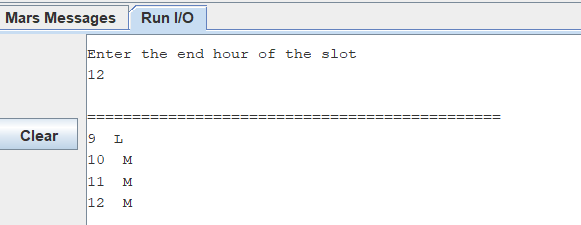 Mars Messages Run I/O
Enter the end hour of the slot
12
==============================================
Clear
9 L
10 M
11 M
12 M